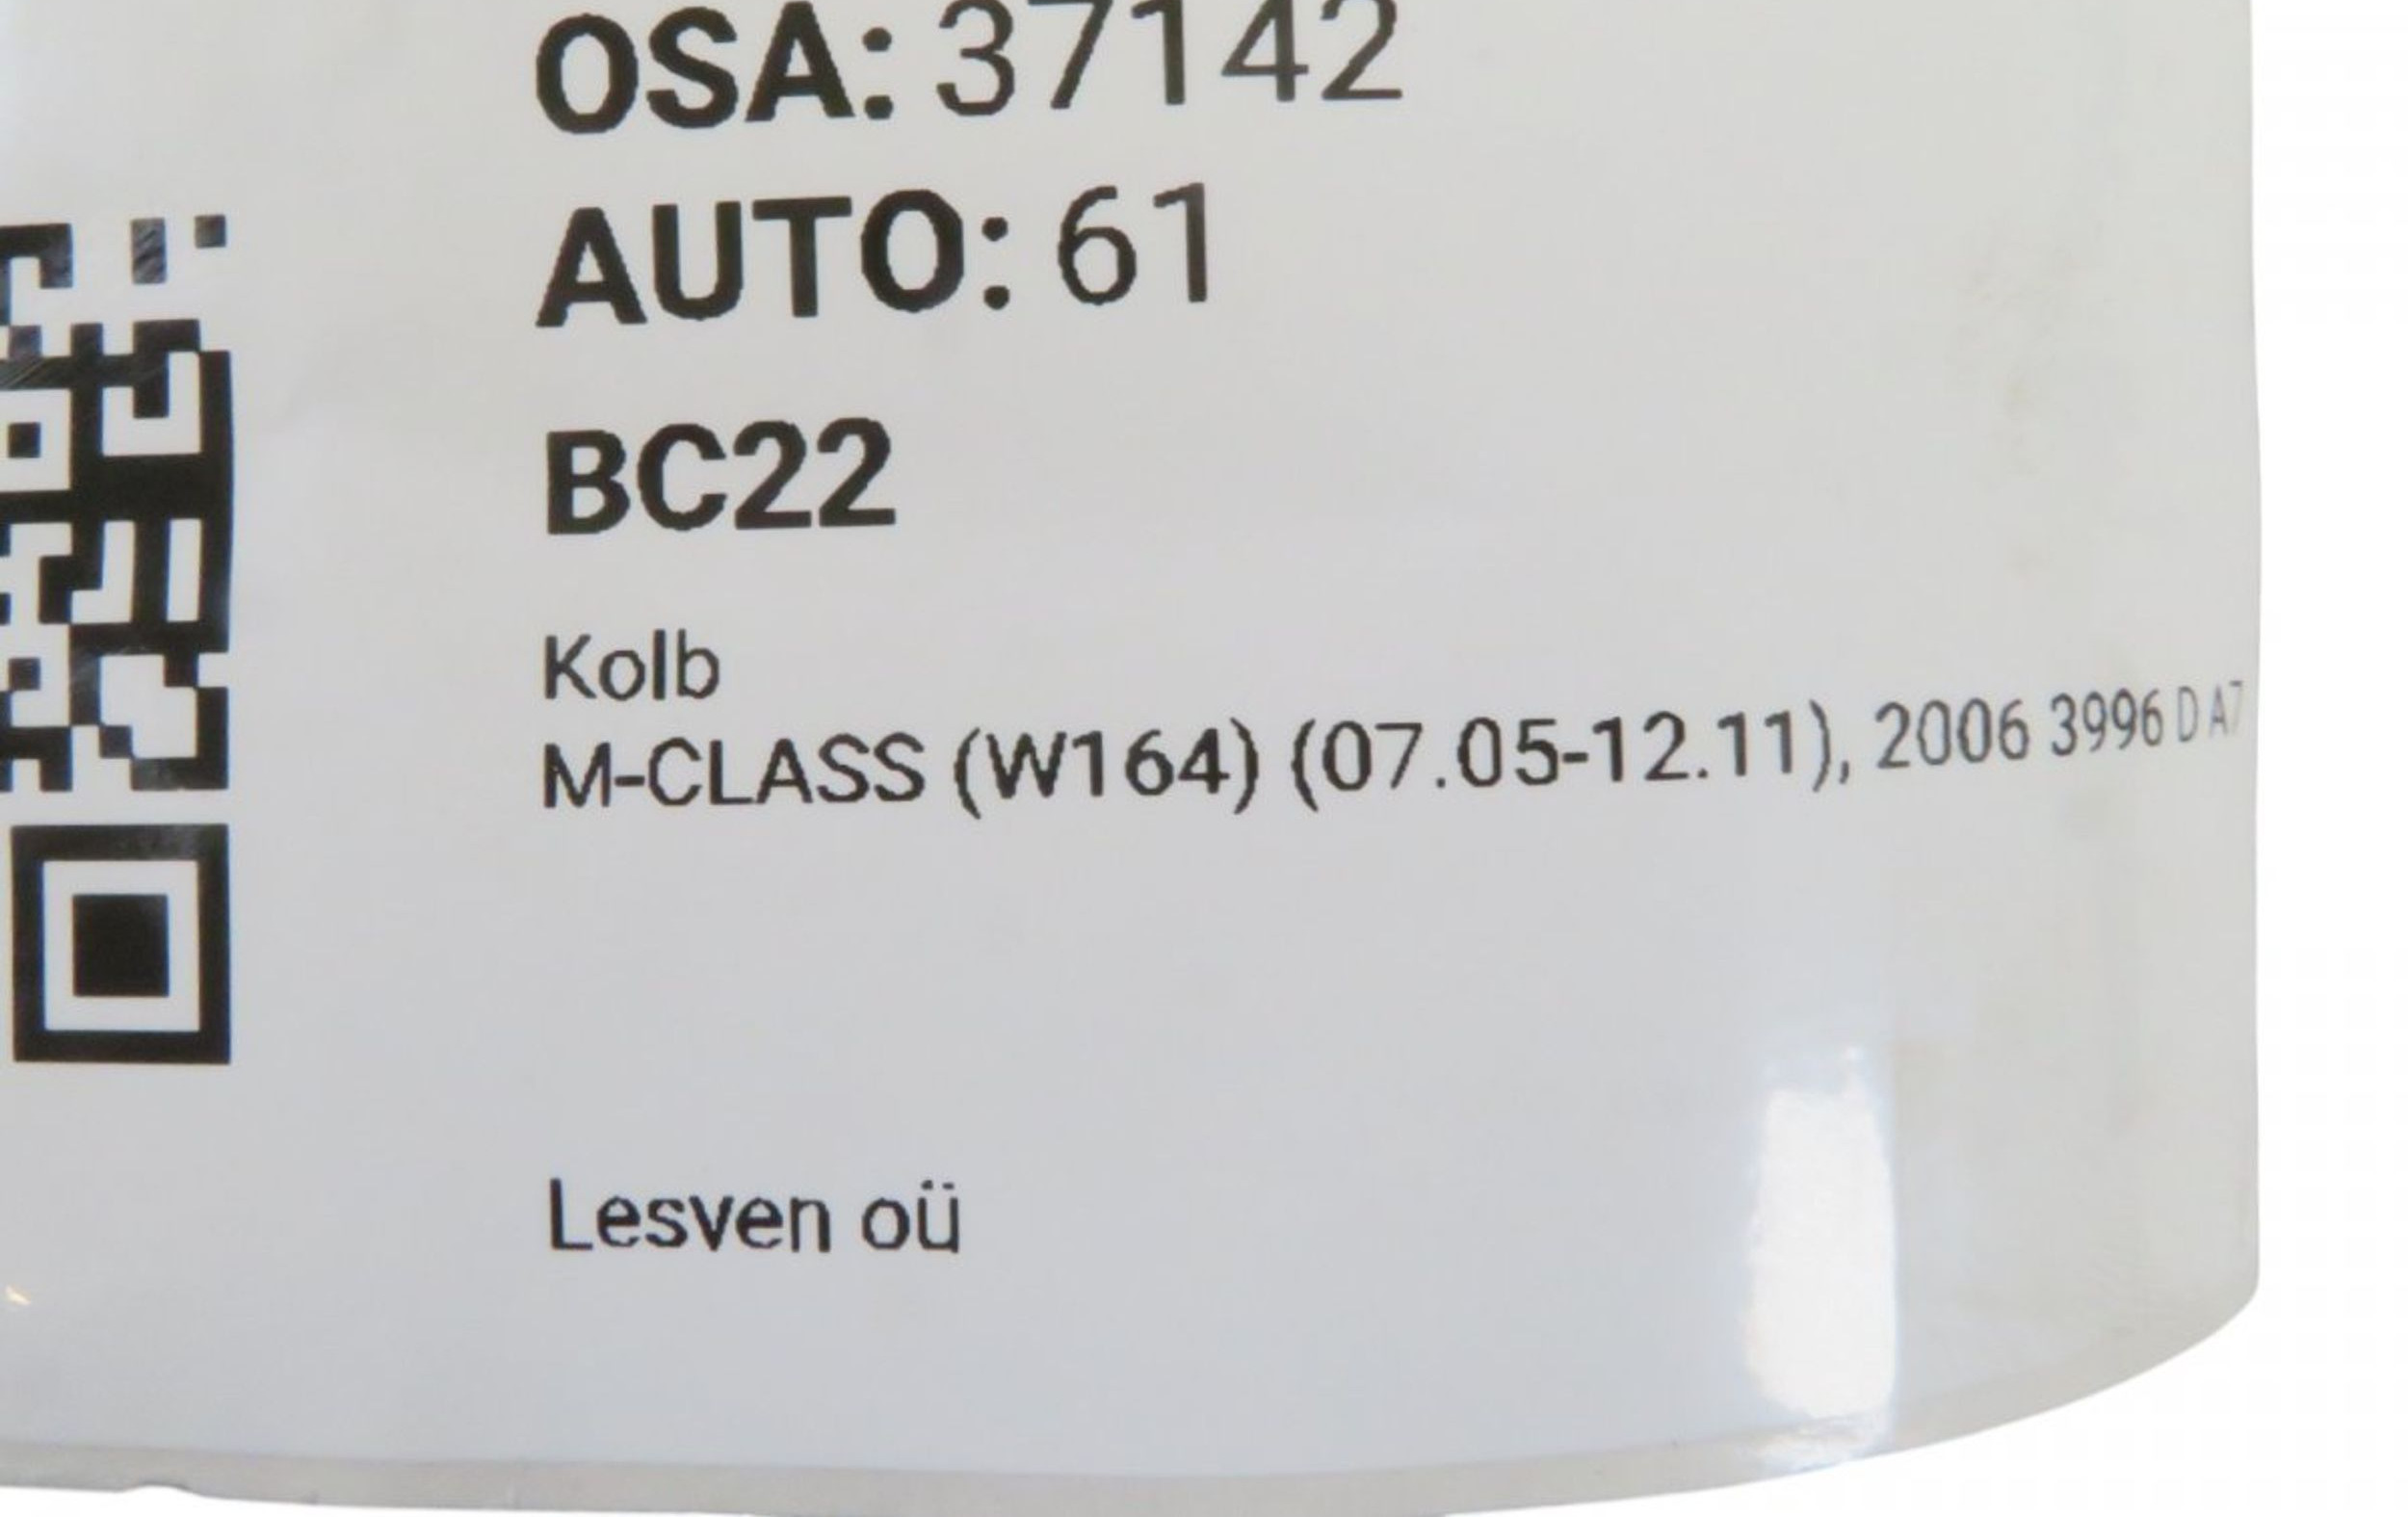 OSA: 37142
AUTO: 61
BC22
Kolb
M-CLASS (W164) (07.05-12.11), 2006 3996 D A7
Lesven oü